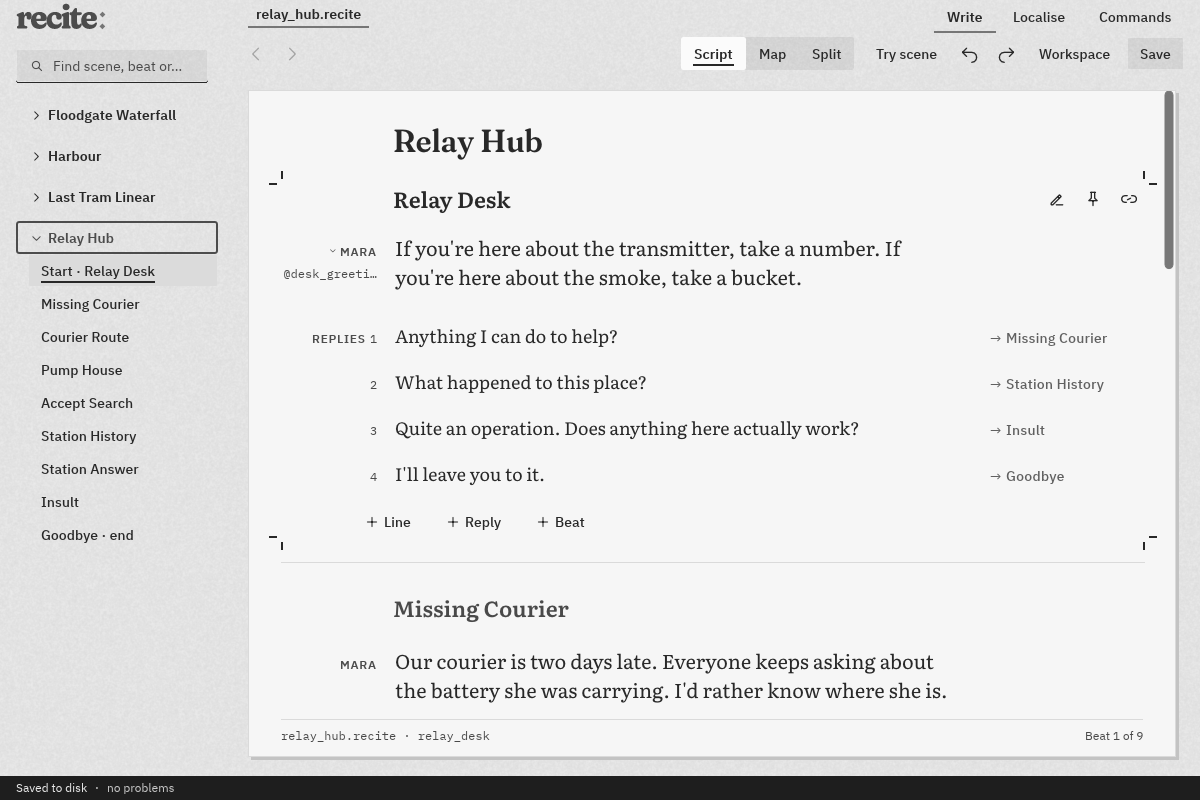 recite:
relay_hub.recite
Write
Localise
Commands
Find scene, beat or...
Script
Map
Split
Try scene
Workspace
Save
Floodgate Waterfall
Harbour
Last Tram Linear
Relay Hub
Start · Relay Desk
Missing Courier
Courier Route
Pump House
Accept Search
Station History
Station Answer
Insult
Goodbye · end
Relay Hub
Relay Desk
MARA
@desk_greeti…
If you're here about the transmitter, take a number. If
you're here about the smoke, take a bucket.
REPLIES 1 Anything I can do to help? → Missing Courier
2 What happened to this place? → Station History
3 Quite an operation. Does anything here actually work? → Insult
4 I'll leave you to it. → Goodbye
+ Line + Reply + Beat
Missing Courier
MARA
Our courier is two days late. Everyone keeps asking about
the battery she was carrying. I'd rather know where she is.
relay_hub.recite · relay_desk
Beat 1 of 9
Saved to disk · no problems